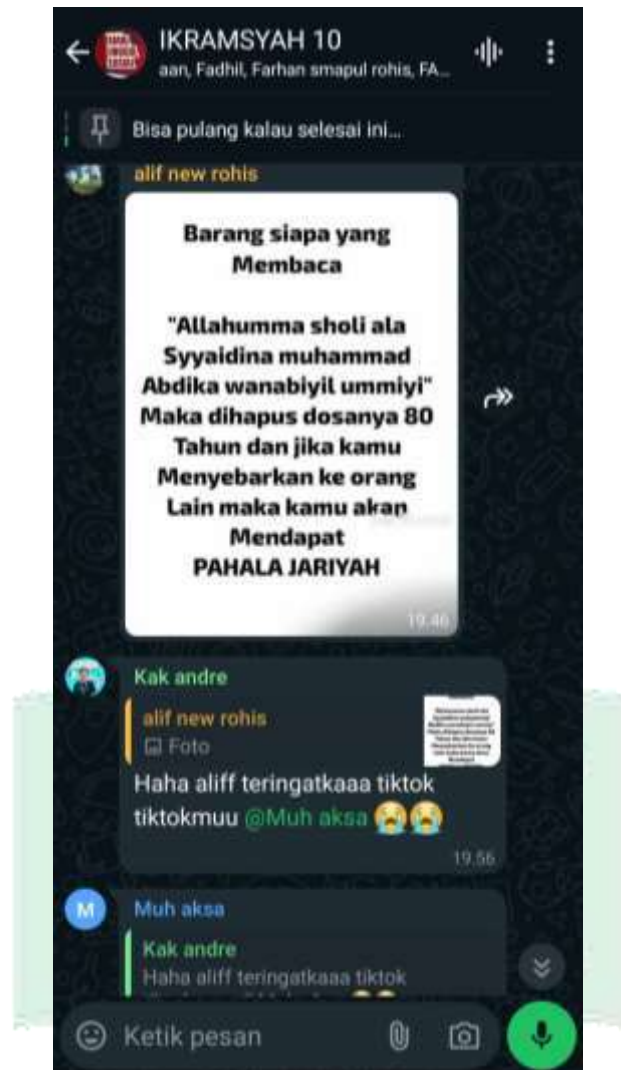 IKRAMSYAH 10
aan, Fadhil, Farhan smapul rohis, FA...
Bisa pulang kalau selesai ini...
alif new rohis
Barang siapa yang
Membaca
"Allahumma sholi ala
Syyaidina muhammad
Abdika wanabiyil ummiyi"
Maka dihapus dosanya 80
Tahun dan jika kamu
Menyebarkan ke orang
Lain maka kamu akan
Mendapat
PAHALA JARIYAH
19.46
Kak andre
alif new rohis
Foto
Haha aliff teringatkaaa tiktok
tiktokmuu @Muh aksa 😭😭
19.56
M
Muh aksa
Kak andre
Haha aliff teringatkaaa tiktok
Ketik pesan